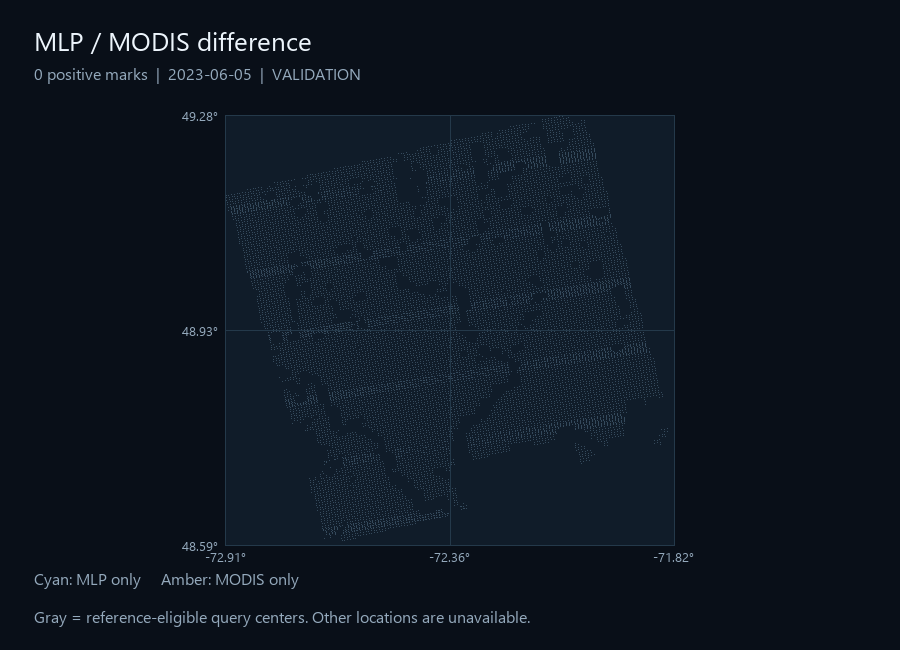 MLP / MODIS difference
0 positive marks | 2023-06-05 | VALIDATION
49.28°
48.93°
48.59°
-72.91° -72.36° -71.82°
Cyan: MLP only Amber: MODIS only
Gray = reference-eligible query centers. Other locations are unavailable.